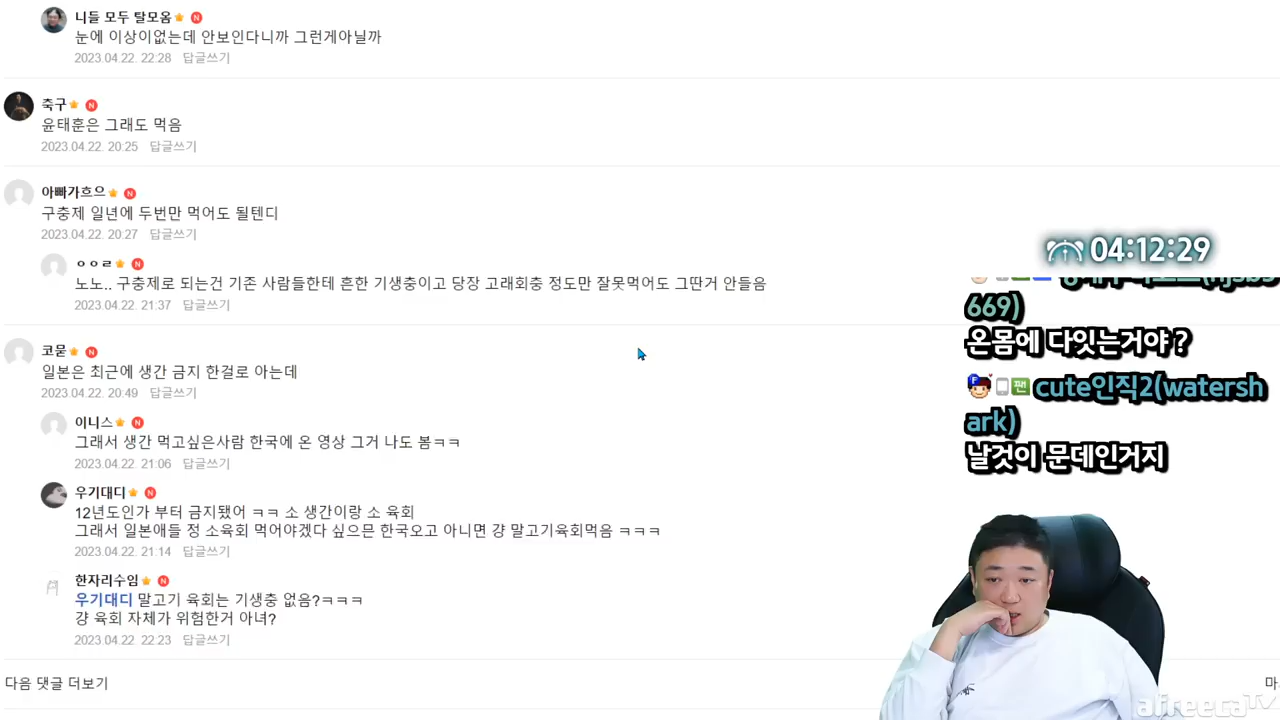 니들 모두 탈모옴
N
눈에 이상이없는데 안보인다니까 그런게아닐까
2023.04.22. 22:28 답글쓰기
축구
N
윤태훈은 그래도 먹음
2023.04.22. 20:25 답글쓰기
아빠가흐으
N
구충제 일년에 두번만 먹어도 될텐디
2023.04.22. 20:27 답글쓰기
ㅇㅇㄹ
N
노노.. 구충제로 되는건 기존 사람들한테 흔한 기생충이고 당장 고래회충 정도만 잘못먹어도 그딴거 안들음
2023.04.22. 21:37 답글쓰기
코묻
N
일본은 최근에 생간 금지 한걸로 아는데
2023.04.22. 20:49 답글쓰기
이니스
N
그래서 생간 먹고싶은사람 한국에 온 영상 그거 나도 봄ㅋㅋ
2023.04.22. 21:06 답글쓰기
우기대디
N
12년도인가 부터 금지됐어 ㅋㅋ 소 생간이랑 소 육회
그래서 일본애들 정 소육회 먹어야겠다 싶으믄 한국오고 아니면 걍 말고기육회먹음 ㅋㅋㅋ
2023.04.22. 21:14 답글쓰기
한자리수임
N
우기대디 말고기 육회는 기생충 없음?ㅋㅋㅋ
걍 육회 자체가 위험한거 아녀?
2023.04.22. 22:23 답글쓰기
다음 댓글 더보기
04:12:29
669)
온몸에 다잇는거야?
F 짼 cute인직2(watersh
ark)
날것이 문데인거지
afreecaTV